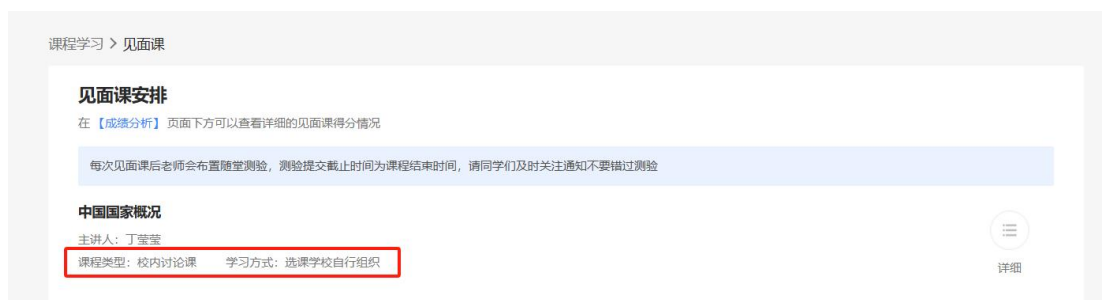 课程学习 > 见面课
见面课安排
在【成绩分析】页面下方可以查看详细的见面课得分情况
每次见面课后老师会布置随堂测验，测验提交截止时间为课程结束时间，请同学们及时关注通知不要错过测验
中国国家概况
主讲人：丁莹莹
课程类型：校内讨论课 学习方式：选课学校自行组织
详细